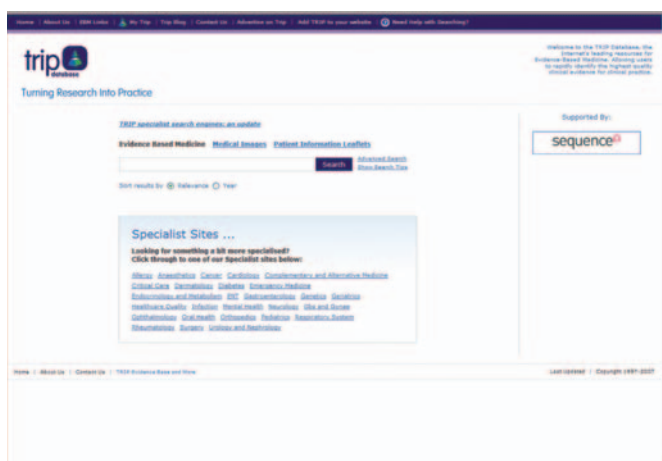 Home | About Us | EBM Links | My Trip | Trip Blog | Contact Us | Advertise on Trip | Add TRIP to your website | Need Help with Searching?
trip
database
Turning Research Into Practice
Welcome to the TRIP Database, the
Internet's leading resources for
Evidence Based Medicine. Allowing users
to rapidly identify the highest quality
clinical evidence for clinical practice.
TRIP specialist search engines: an update
Evidence Based Medicine Medical Images Patient Information Leaflets
Search
Advanced Search
Show Search Tips
Sort results by Relevance Year
Supported By:
sequence
Specialist Sites ...
Looking for something a bit more specialised?
Click through to one of our Specialist sites below:
Allergy Anaesthetics Cancer Cardiology Complementary and Alternative Medicine
Critical Care Dermatology Diabetes Emergency Medicine
Endocrinology and Metabolism ENT Gastroenterology Genetics Geriatrics
Healthcare Quality Infection Mental Health Neurology Obs and Gynae
Ophthalmology Oral Health Orthopedics Pediatrics Respiratory System
Rheumatology Surgery Urology and Nephrology
Home | About Us | Contact Us | TRIP Evidence Base and More
Last Updated | Copyright 1997-2007